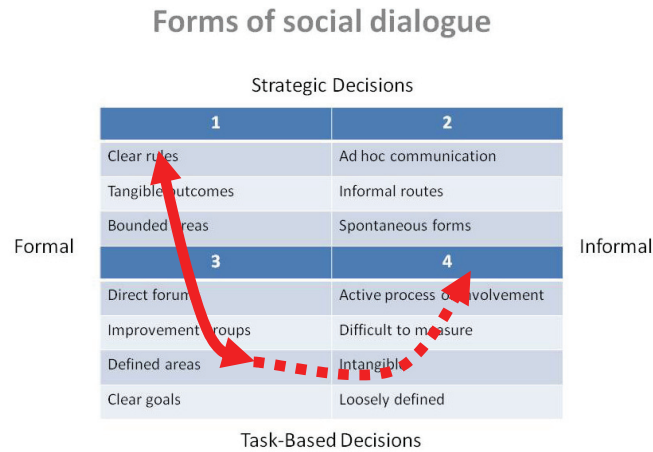 Forms of social dialogue
Strategic Decisions
1 2
Clear rules Ad hoc communication
Tangible outcomes Informal routes
Bounded areas Spontaneous forms
Formal Informal
3 4
Direct forum Active process of involvement
Improvement groups Difficult to measure
Defined areas Intangible
Clear goals Loosely defined
Task-Based Decisions